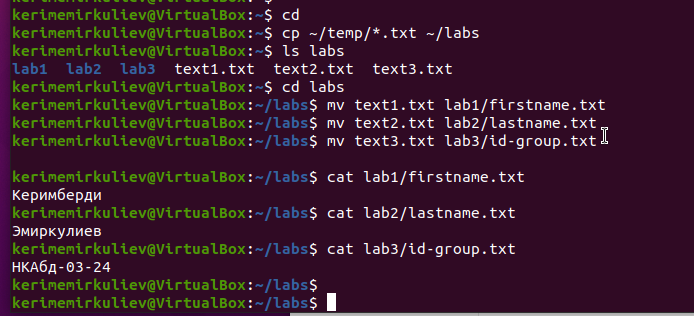 kerimemirkuliev@VirtualBox:~$ cd
kerimemirkuliev@VirtualBox:~$ cp ~/temp/*.txt ~/labs
kerimemirkuliev@VirtualBox:~$ ls labs
lab1  lab2  lab3  text1.txt  text2.txt  text3.txt
kerimemirkuliev@VirtualBox:~$ cd labs
kerimemirkuliev@VirtualBox:~/labs$ mv text1.txt lab1/firstname.txt
kerimemirkuliev@VirtualBox:~/labs$ mv text2.txt lab2/lastname.txt
kerimemirkuliev@VirtualBox:~/labs$ mv text3.txt lab3/id-group.txt
kerimemirkuliev@VirtualBox:~/labs$ cat lab1/firstname.txt
Керимберди
kerimemirkuliev@VirtualBox:~/labs$ cat lab2/lastname.txt
Эмиркулиев
kerimemirkuliev@VirtualBox:~/labs$ cat lab3/id-group.txt
НКАбд-03-24
kerimemirkuliev@VirtualBox:~/labs$
kerimemirkuliev@VirtualBox:~/labs$